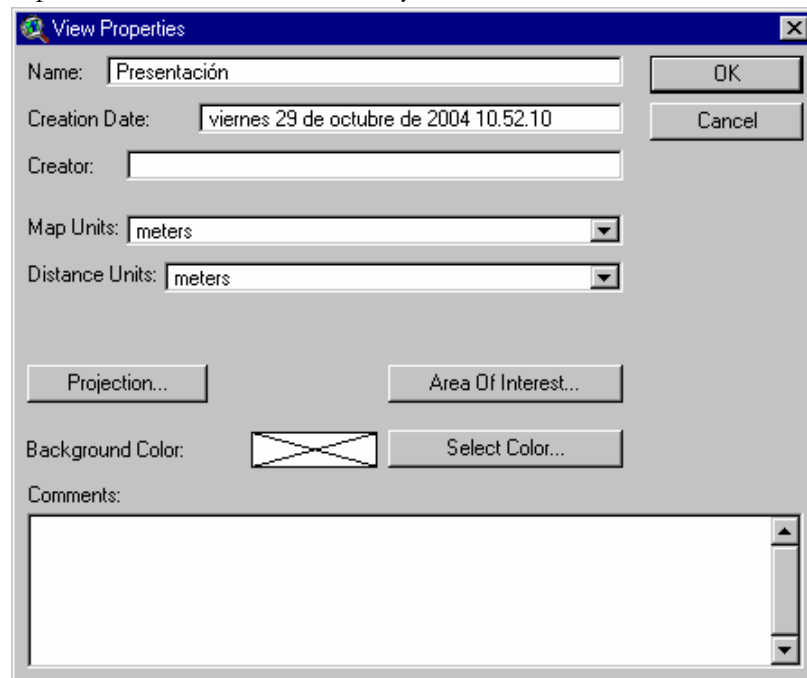 View Properties
Name: Presentación
OK
Creation Date: viernes 29 de octubre de 2004 10.52.10
Cancel
Creator:
Map Units: meters
Distance Units: meters
Projection...
Area Of Interest...
Background Color:
Select Color...
Comments: